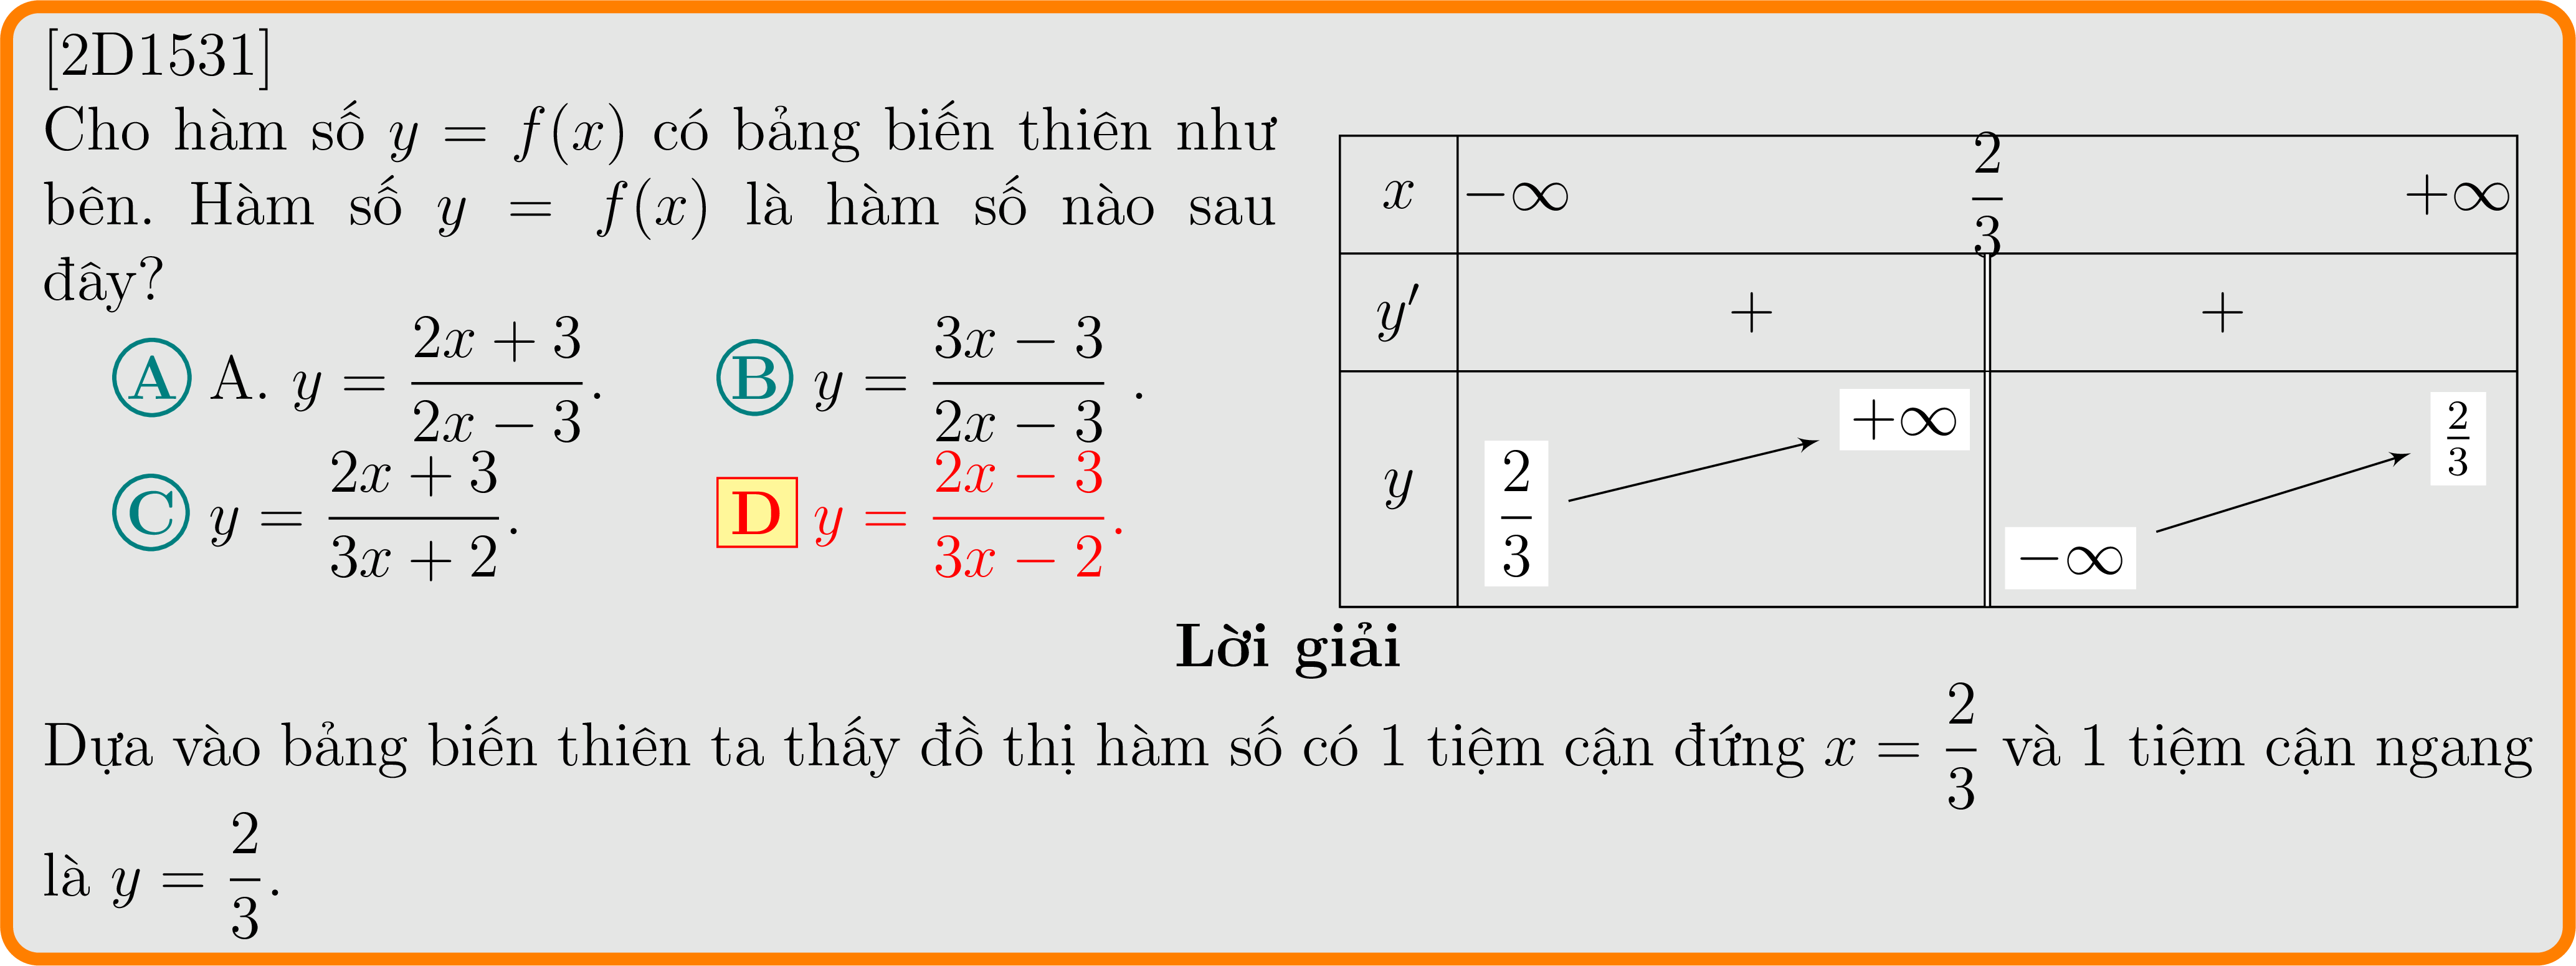 [2D1531]
Cho hàm số y = f(x) có bảng biến thiên như
bên. Hàm số y = f(x) là hàm số nào sau
đây?
A A. y = \frac{2x + 3}{2x − 3}.
B y = \frac{3x − 3}{2x − 3} .
C y = \frac{2x + 3}{3x + 2}.
D y = \frac{2x − 3}{3x − 2}.
x −∞ \frac{2}{3} +∞
y′ + +
y \frac{2}{3} +∞ −∞ \frac{2}{3}
Lời giải
Dựa vào bảng biến thiên ta thấy đồ thị hàm số có 1 tiệm cận đứng x = \frac{2}{3} và 1 tiệm cận ngang
là y = \frac{2}{3}.